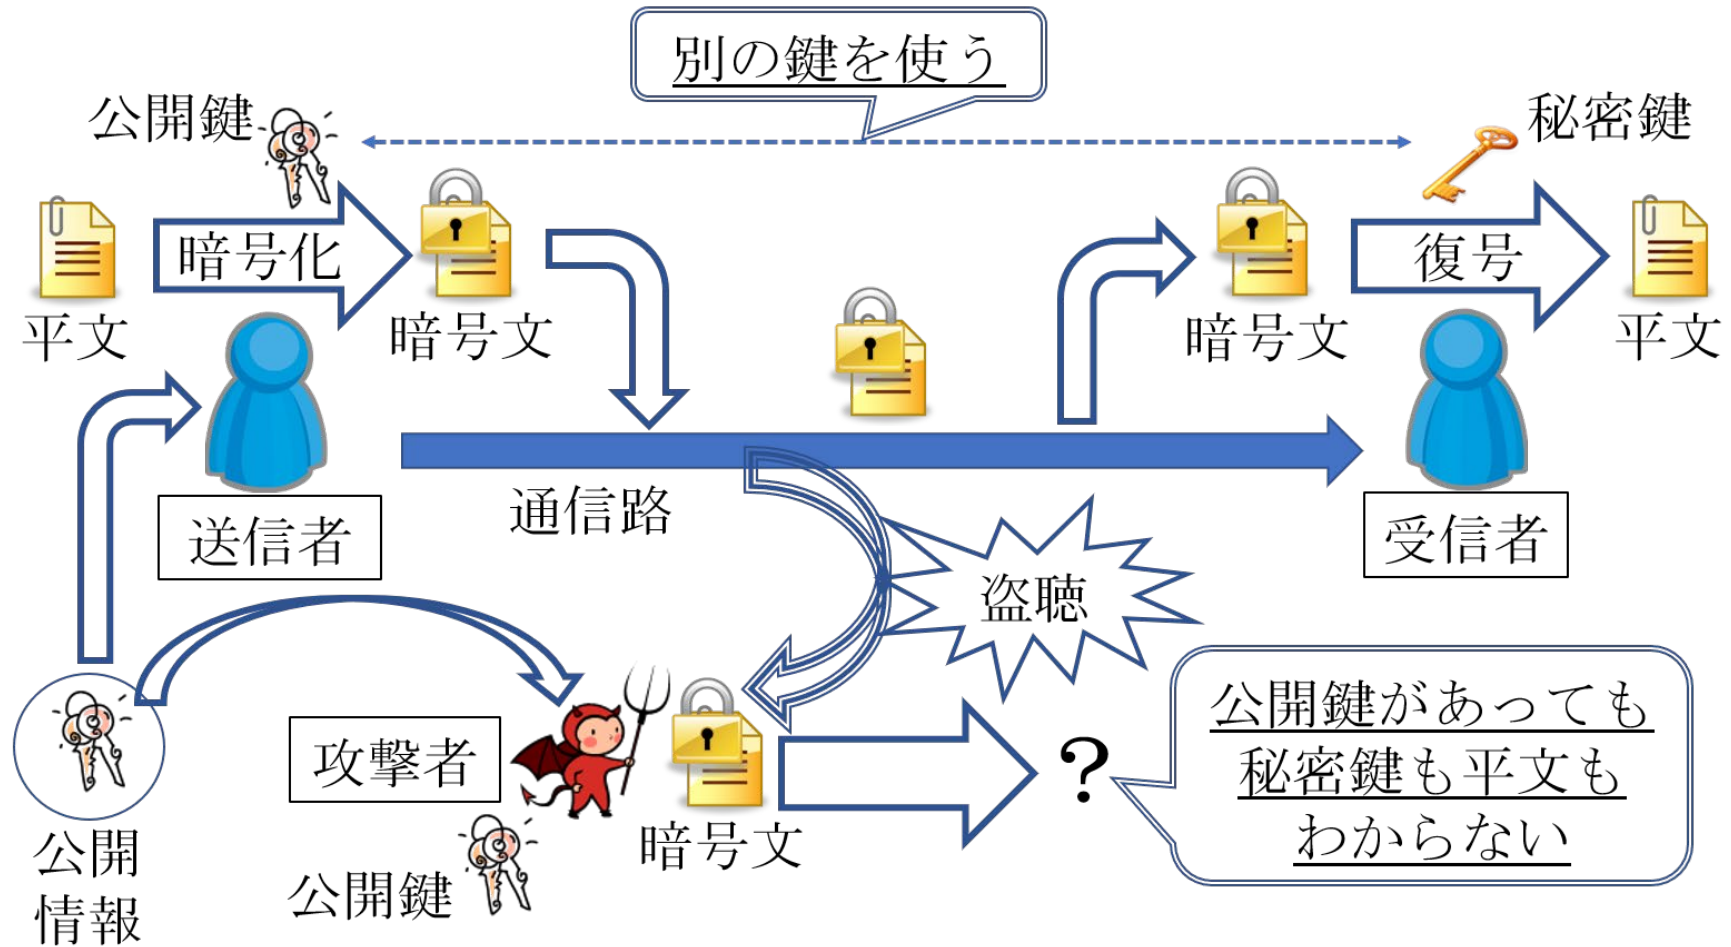 別の鍵を使う
公開鍵
秘密鍵
暗号化
復号
平文
暗号文
暗号文
平文
通信路
送信者
受信者
盗聴
攻撃者
暗号文
?
公開鍵があっても
秘密鍵も平文も
わからない
公開鍵
公開
情報